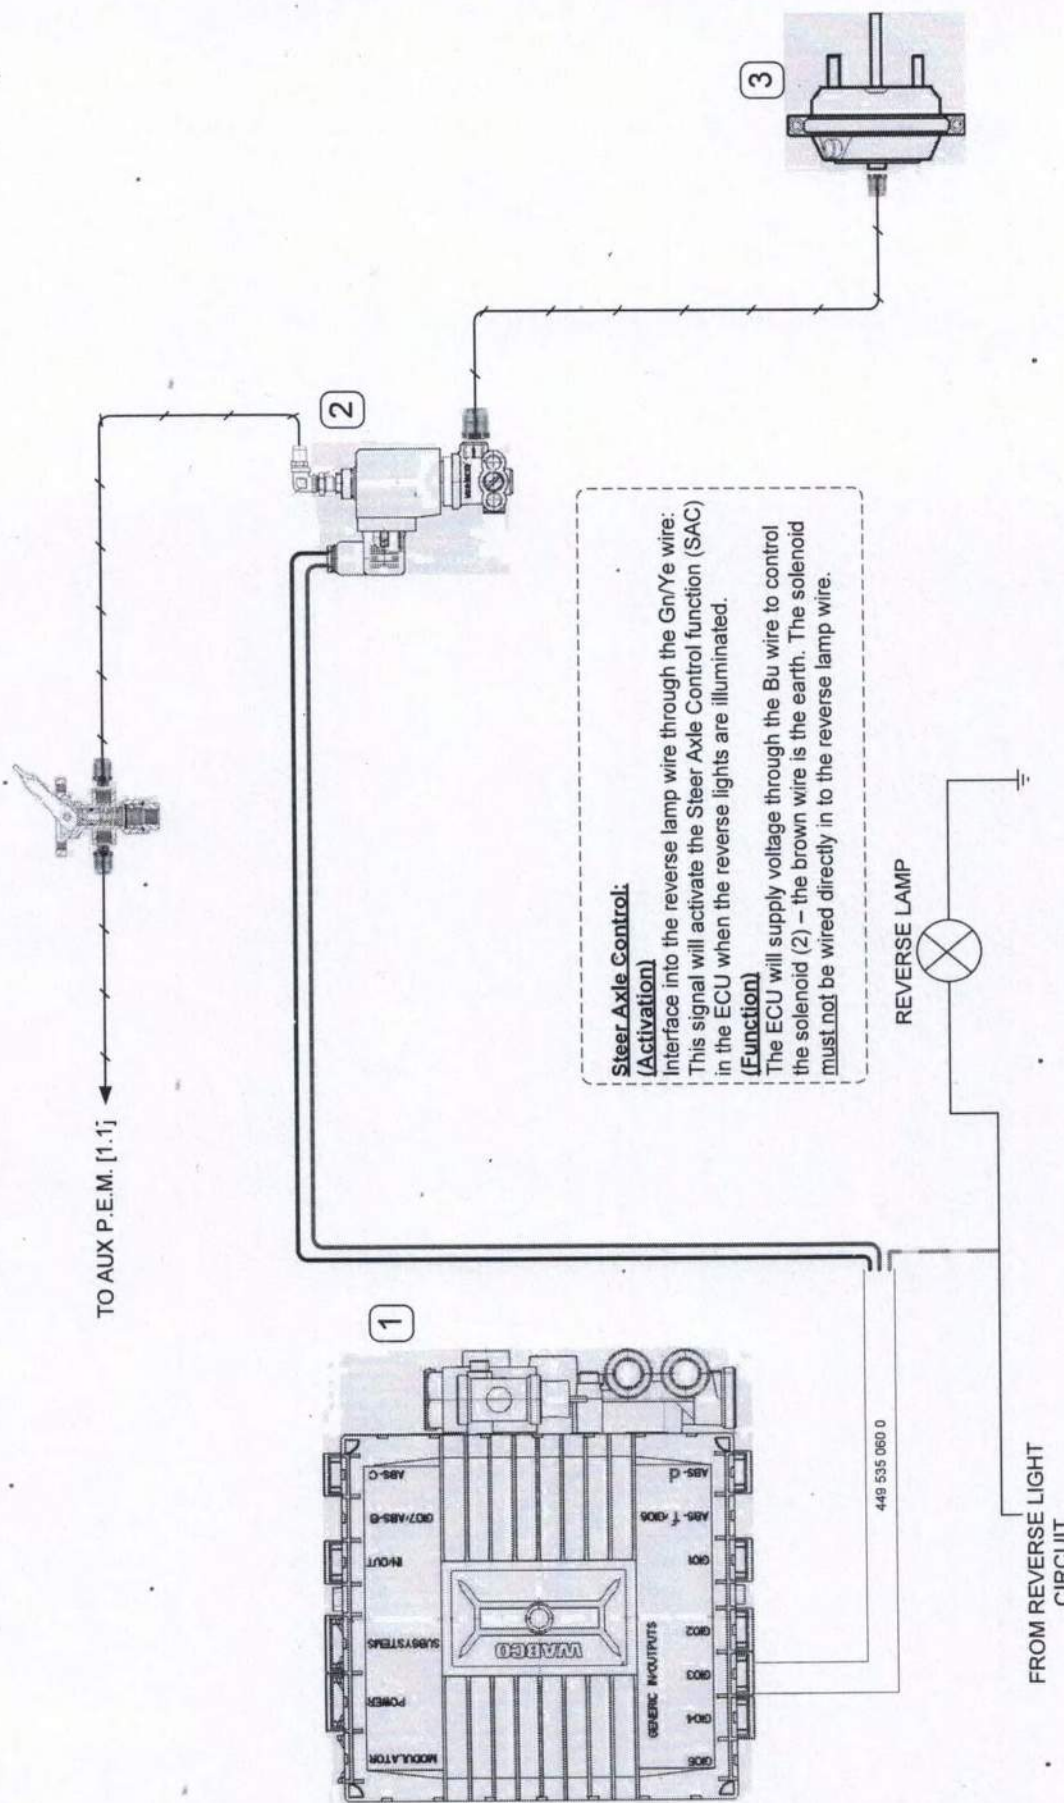 TO AUX P.E.M. [1.1]
1
2
3
MODULATOR
POWER
SUBSYSTEMS
IN/OUT
GIO7/ABS-B
ABS-C
WABCO
GENERIC IN/OUTPUTS
GIO5
GIO4
GIO3
GIO2
GIO1
ABS-f/GIO6
ABS-d
449 535 060 0
Steer Axle Control:
(Activation)
Interface into the reverse lamp wire through the Gn/Ye wire:
This signal will activate the Steer Axle Control function (SAC)
in the ECU when the reverse lights are illuminated.
(Function)
The ECU will supply voltage through the Bu wire to control
the solenoid (2) – the brown wire is the earth. The solenoid
must not be wired directly in to the reverse lamp wire.
REVERSE LAMP
FROM REVERSE LIGHT
CIRCUIT